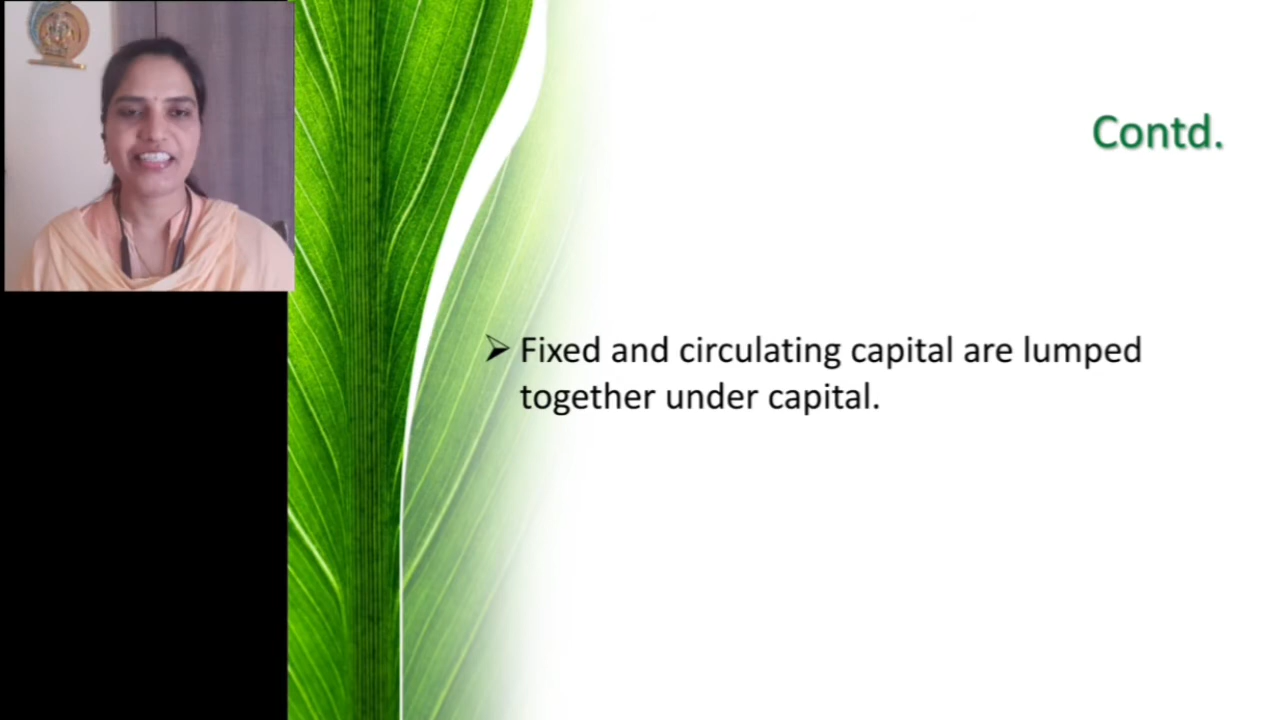 Contd.
➢ Fixed and circulating capital are lumped
together under capital.